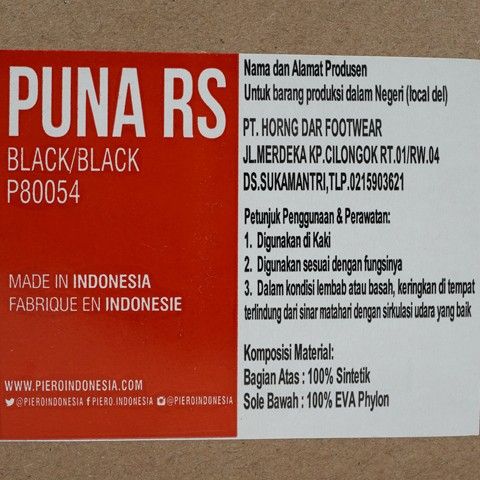 PUNA RS
BLACK/BLACK
P80054
MADE IN INDONESIA
FABRIQUE EN INDONESIE
WWW.PIEROINDONESIA.COM
@PIEROINDONESIA f PIERO.INDONESIA @PIEROINDONESIA
Nama dan Alamat Produsen
Untuk barang produksi dalam Negeri (local del)
PT. HORNG DAR FOOTWEAR
JL.MERDEKA KP.CILONGOK RT.01/RW.04
DS.SUKAMANTRI,TLP.0215903621
Petunjuk Penggunaan & Perawatan:
1. Digunakan di Kaki
2. Digunakan sesuai dengan fungsinya
3. Dalam kondisi lembab atau basah, keringkan di tempat
terlindung dari sinar matahari dengan sirkulasi udara yang baik
Komposisi Material:
Bagian Atas : 100% Sintetik
Sole Bawah : 100% EVA Phylon